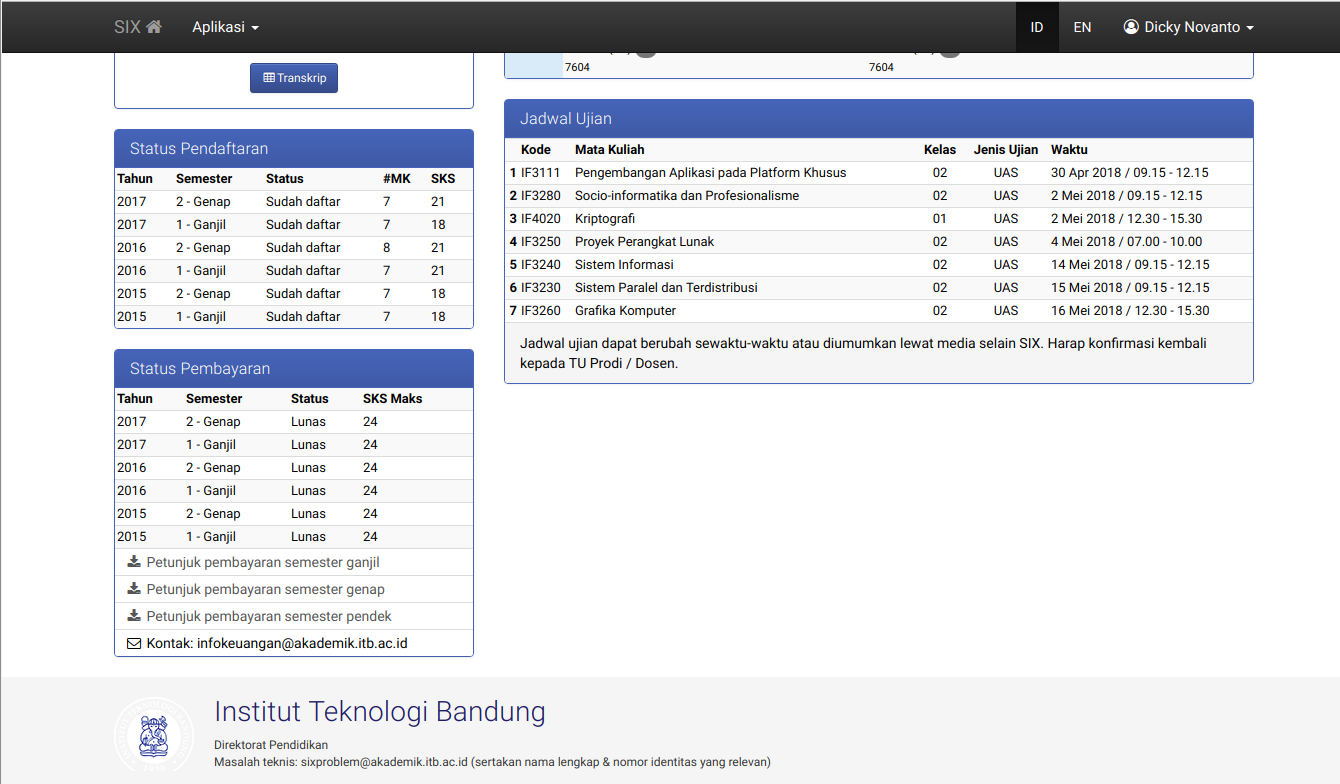 SIX Aplikasi ID EN Dicky Novanto
Transkrip
7604 7604
Status Pendaftaran
Tahun Semester Status #MK SKS
2017 2 - Genap Sudah daftar 7 21
2017 1 - Ganjil Sudah daftar 7 18
2016 2 - Genap Sudah daftar 8 21
2016 1 - Ganjil Sudah daftar 7 21
2015 2 - Genap Sudah daftar 7 18
2015 1 - Ganjil Sudah daftar 7 18
Status Pembayaran
Tahun Semester Status SKS Maks
2017 2 - Genap Lunas 24
2017 1 - Ganjil Lunas 24
2016 2 - Genap Lunas 24
2016 1 - Ganjil Lunas 24
2015 2 - Genap Lunas 24
2015 1 - Ganjil Lunas 24
Petunjuk pembayaran semester ganjil
Petunjuk pembayaran semester genap
Petunjuk pembayaran semester pendek
Kontak: infokeuangan@akademik.itb.ac.id
Jadwal Ujian
Kode Mata Kuliah Kelas Jenis Ujian Waktu
1 IF3111 Pengembangan Aplikasi pada Platform Khusus 02 UAS 30 Apr 2018 / 09.15 - 12.15
2 IF3280 Socio-informatika dan Profesionalisme 02 UAS 2 Mei 2018 / 09.15 - 12.15
3 IF4020 Kriptografi 01 UAS 2 Mei 2018 / 12.30 - 15.30
4 IF3250 Proyek Perangkat Lunak 02 UAS 4 Mei 2018 / 07.00 - 10.00
5 IF3240 Sistem Informasi 02 UAS 14 Mei 2018 / 09.15 - 12.15
6 IF3230 Sistem Paralel dan Terdistribusi 02 UAS 15 Mei 2018 / 09.15 - 12.15
7 IF3260 Grafika Komputer 02 UAS 16 Mei 2018 / 12.30 - 15.30
Jadwal ujian dapat berubah sewaktu-waktu atau diumumkan lewat media selain SIX. Harap konfirmasi kembali
kepada TU Prodi / Dosen.
Institut Teknologi Bandung
Direktorat Pendidikan
Masalah teknis: sixproblem@akademik.itb.ac.id (sertakan nama lengkap & nomor identitas yang relevan)